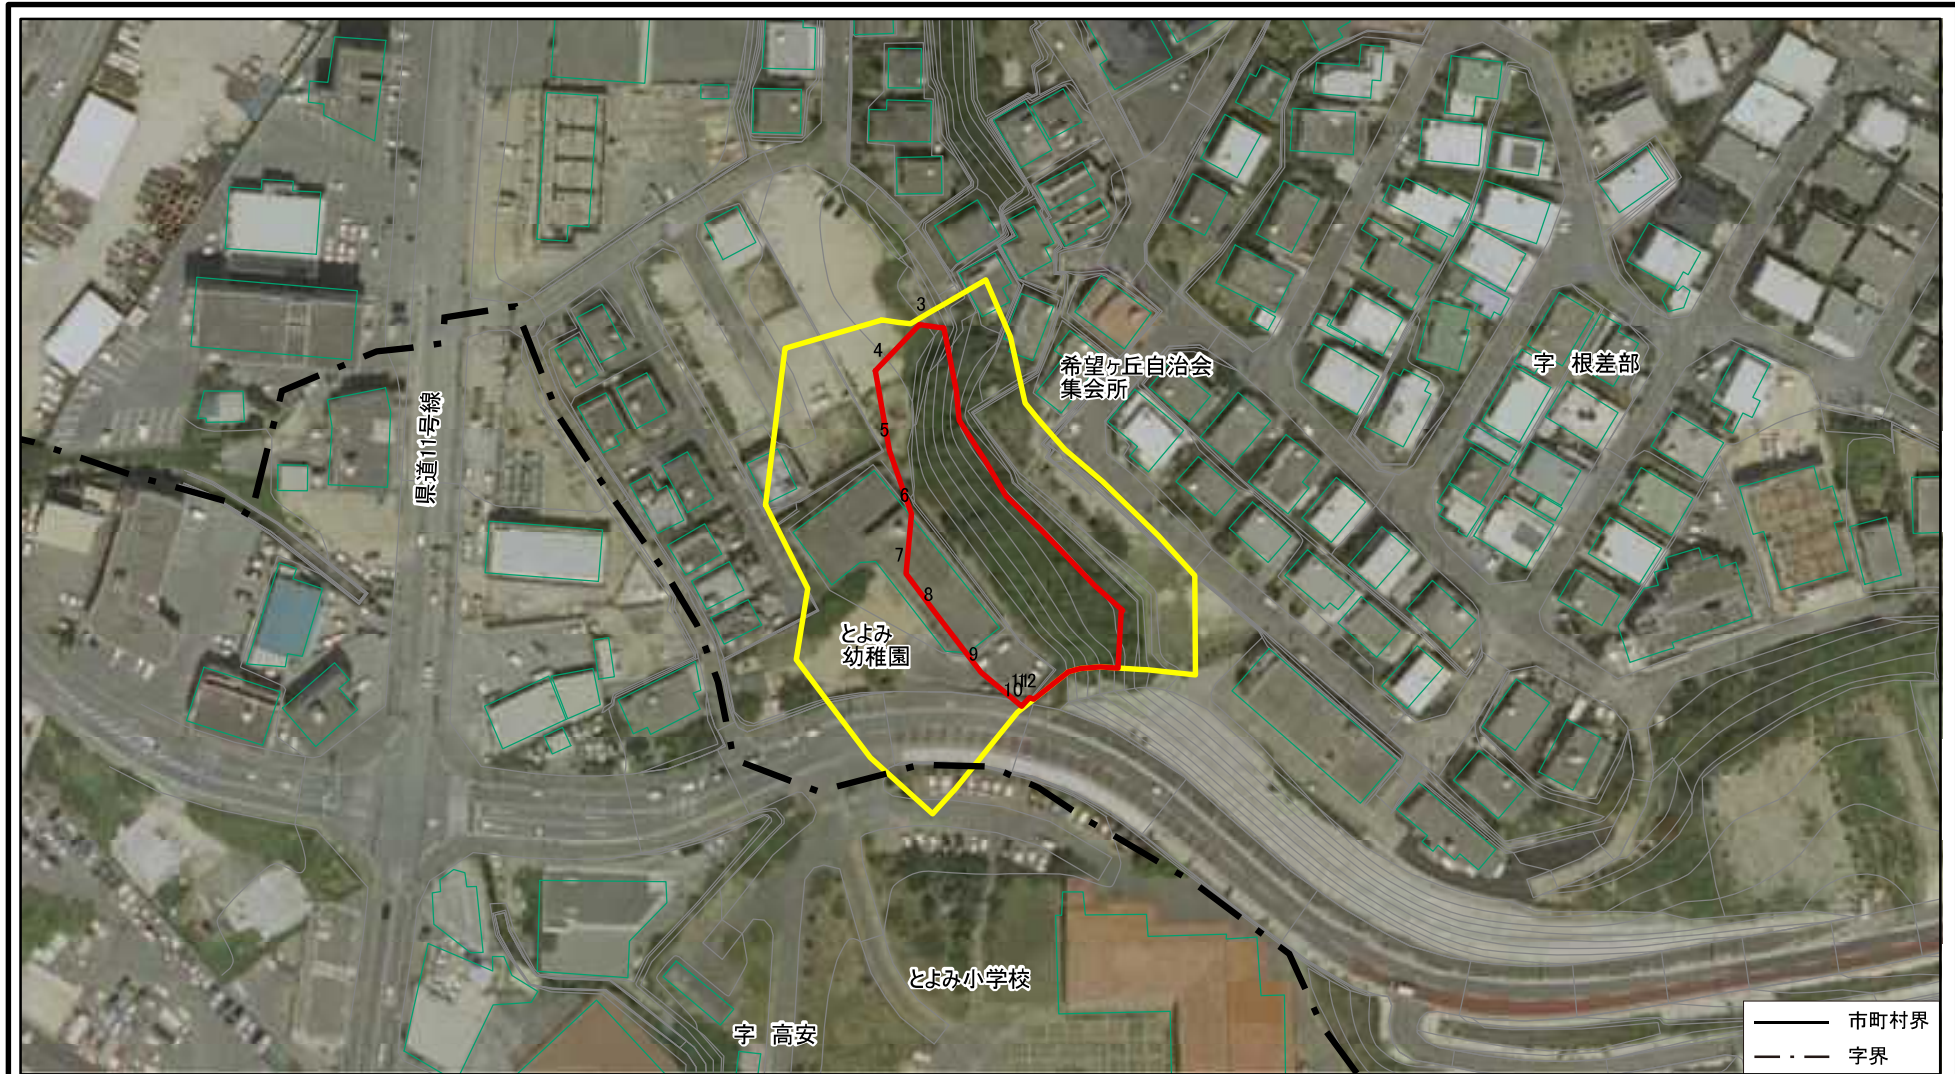 3
4
希望ヶ丘自治会
集会所
字 根差部
県道11号線
5
6
7
8
とよみ
幼稚園
9
10
11
12
とよみ小学校
字 高安
市町村界
字界